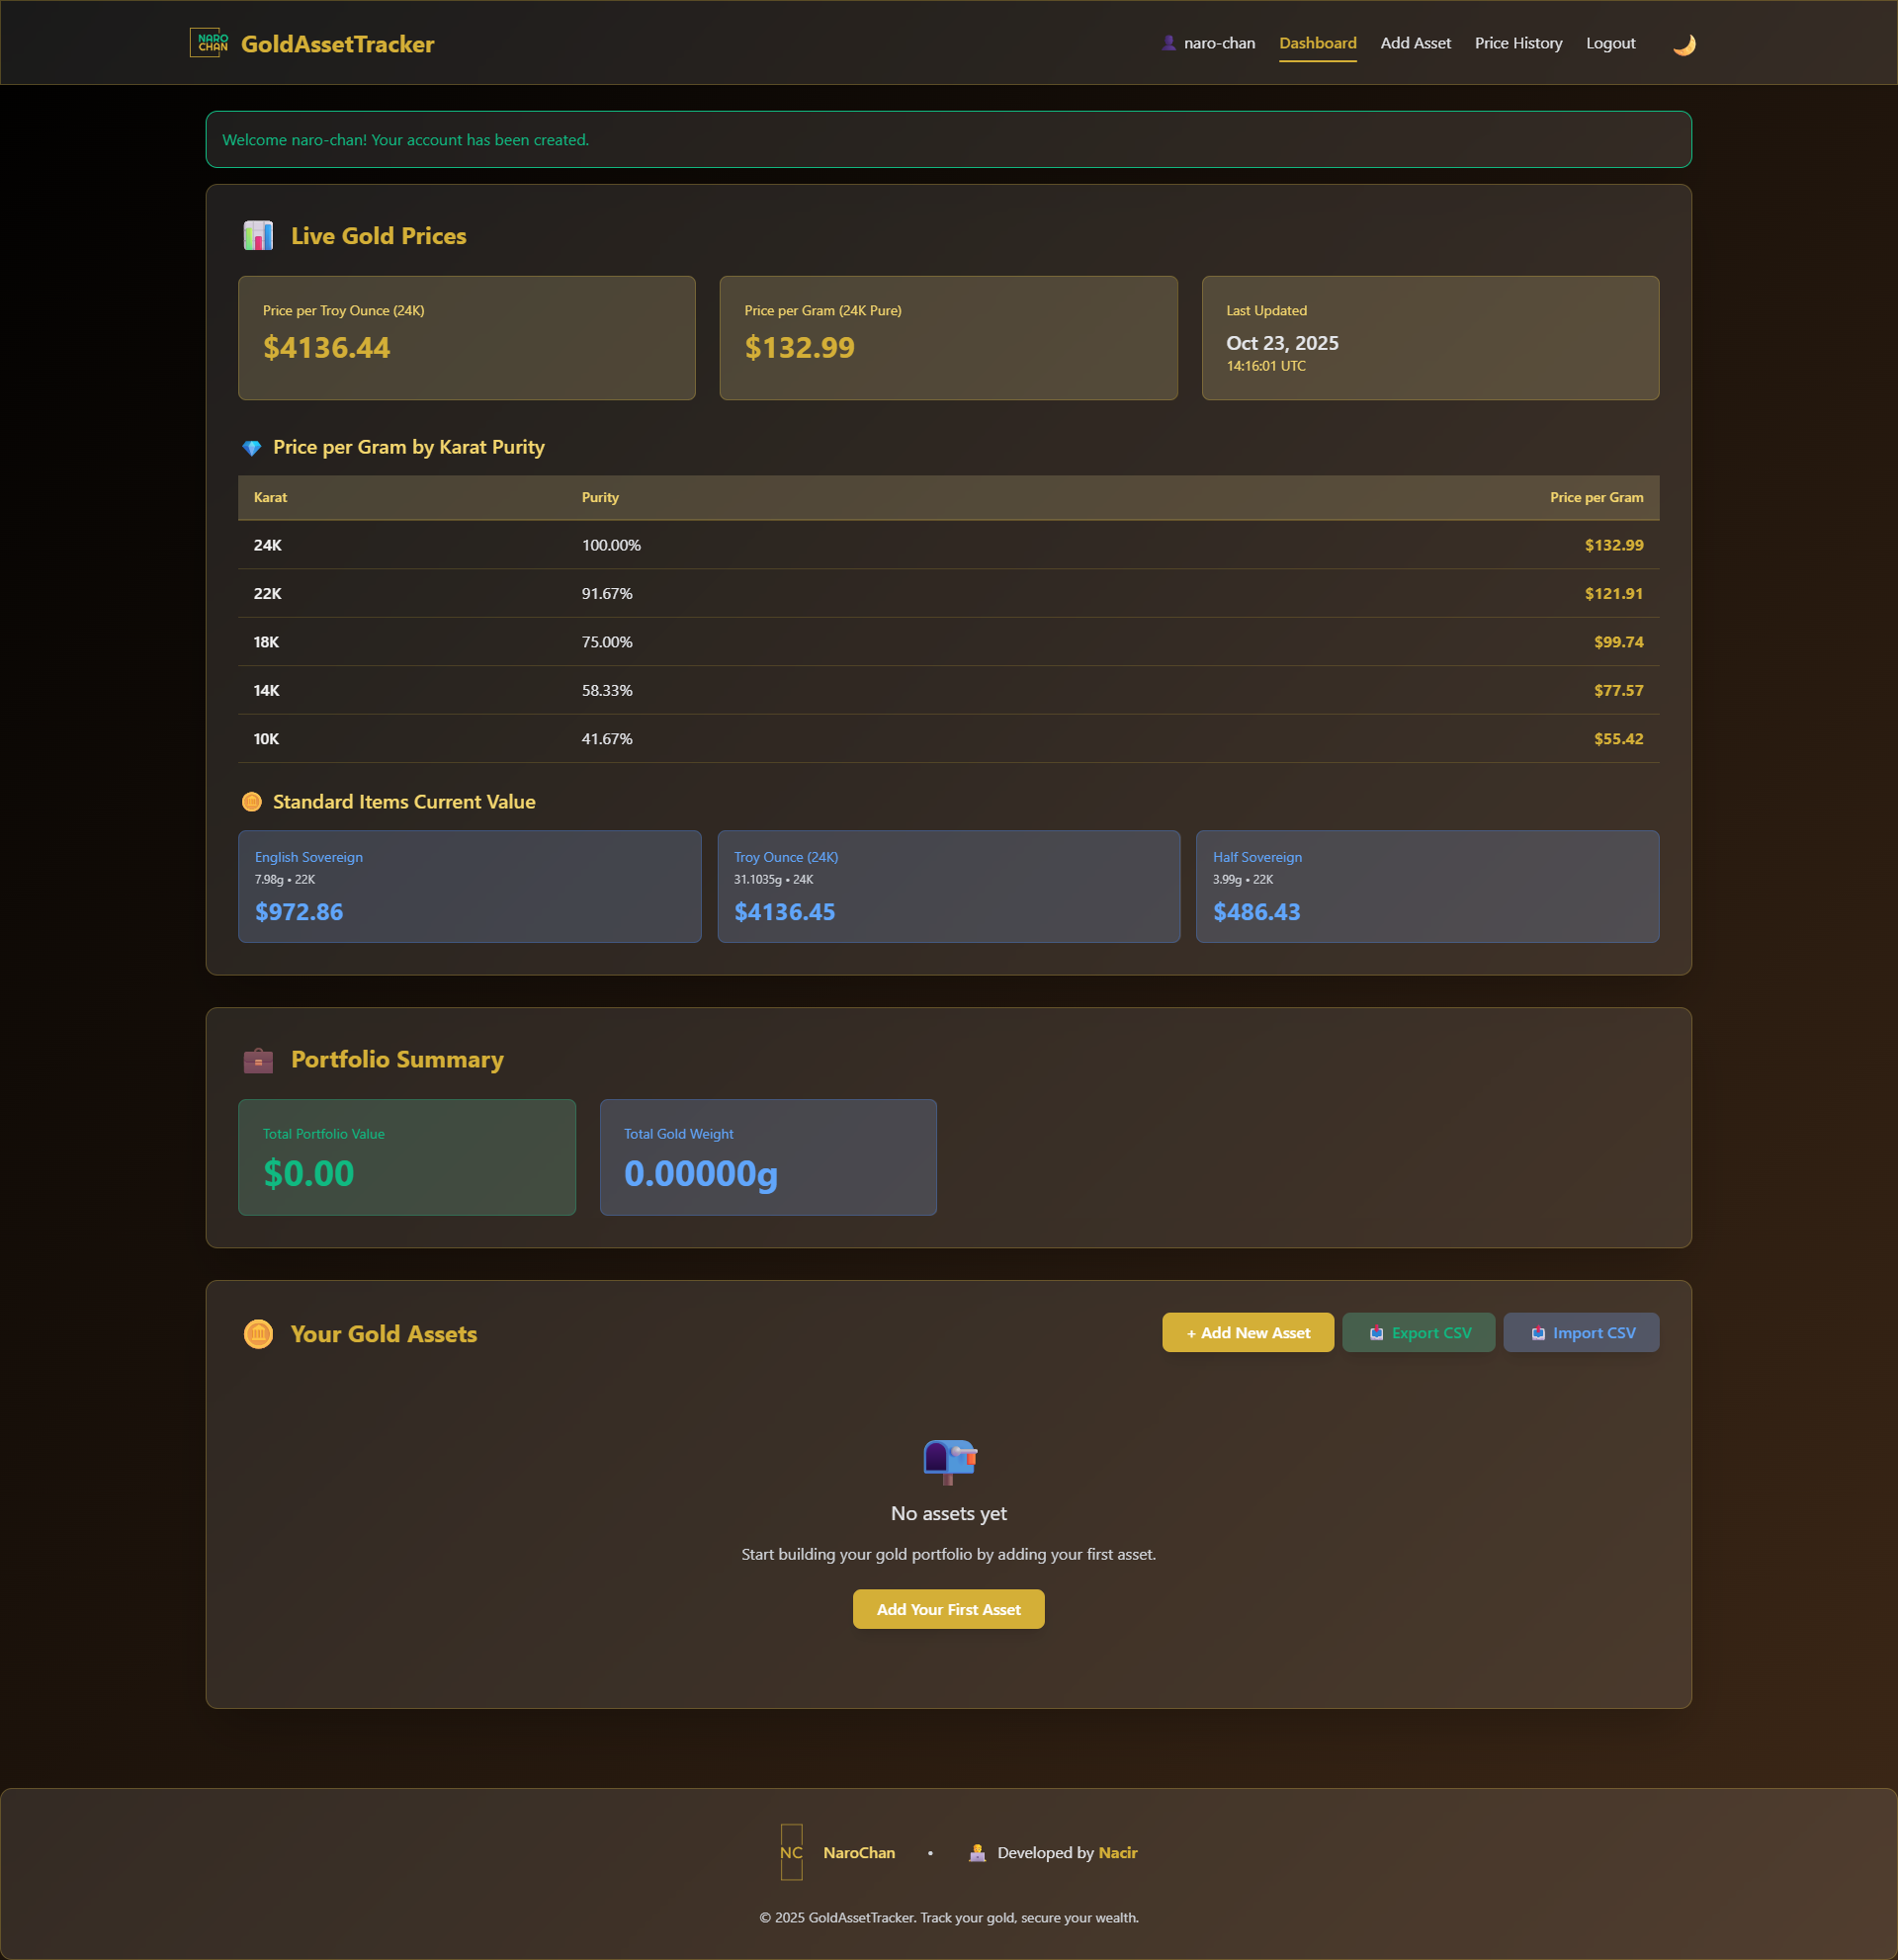 NARO
CHAN
GoldAssetTracker
naro-chan
Dashboard
Add Asset
Price History
Logout
Welcome naro-chan! Your account has been created.
Live Gold Prices
Price per Troy Ounce (24K)
$4136.44
Price per Gram (24K Pure)
$132.99
Last Updated
Oct 23, 2025
14:16:01 UTC
Price per Gram by Karat Purity
Karat Purity Price per Gram
24K 100.00% $132.99
22K 91.67% $121.91
18K 75.00% $99.74
14K 58.33% $77.57
10K 41.67% $55.42
Standard Items Current Value
English Sovereign
7.98g • 22K
$972.86
Troy Ounce (24K)
31.1035g • 24K
$4136.45
Half Sovereign
3.99g • 22K
$486.43
Portfolio Summary
Total Portfolio Value
$0.00
Total Gold Weight
0.00000g
Your Gold Assets
+ Add New Asset
Export CSV
Import CSV
No assets yet
Start building your gold portfolio by adding your first asset.
Add Your First Asset
NC
NaroChan • Developed by Nacir
© 2025 GoldAssetTracker. Track your gold, secure your wealth.